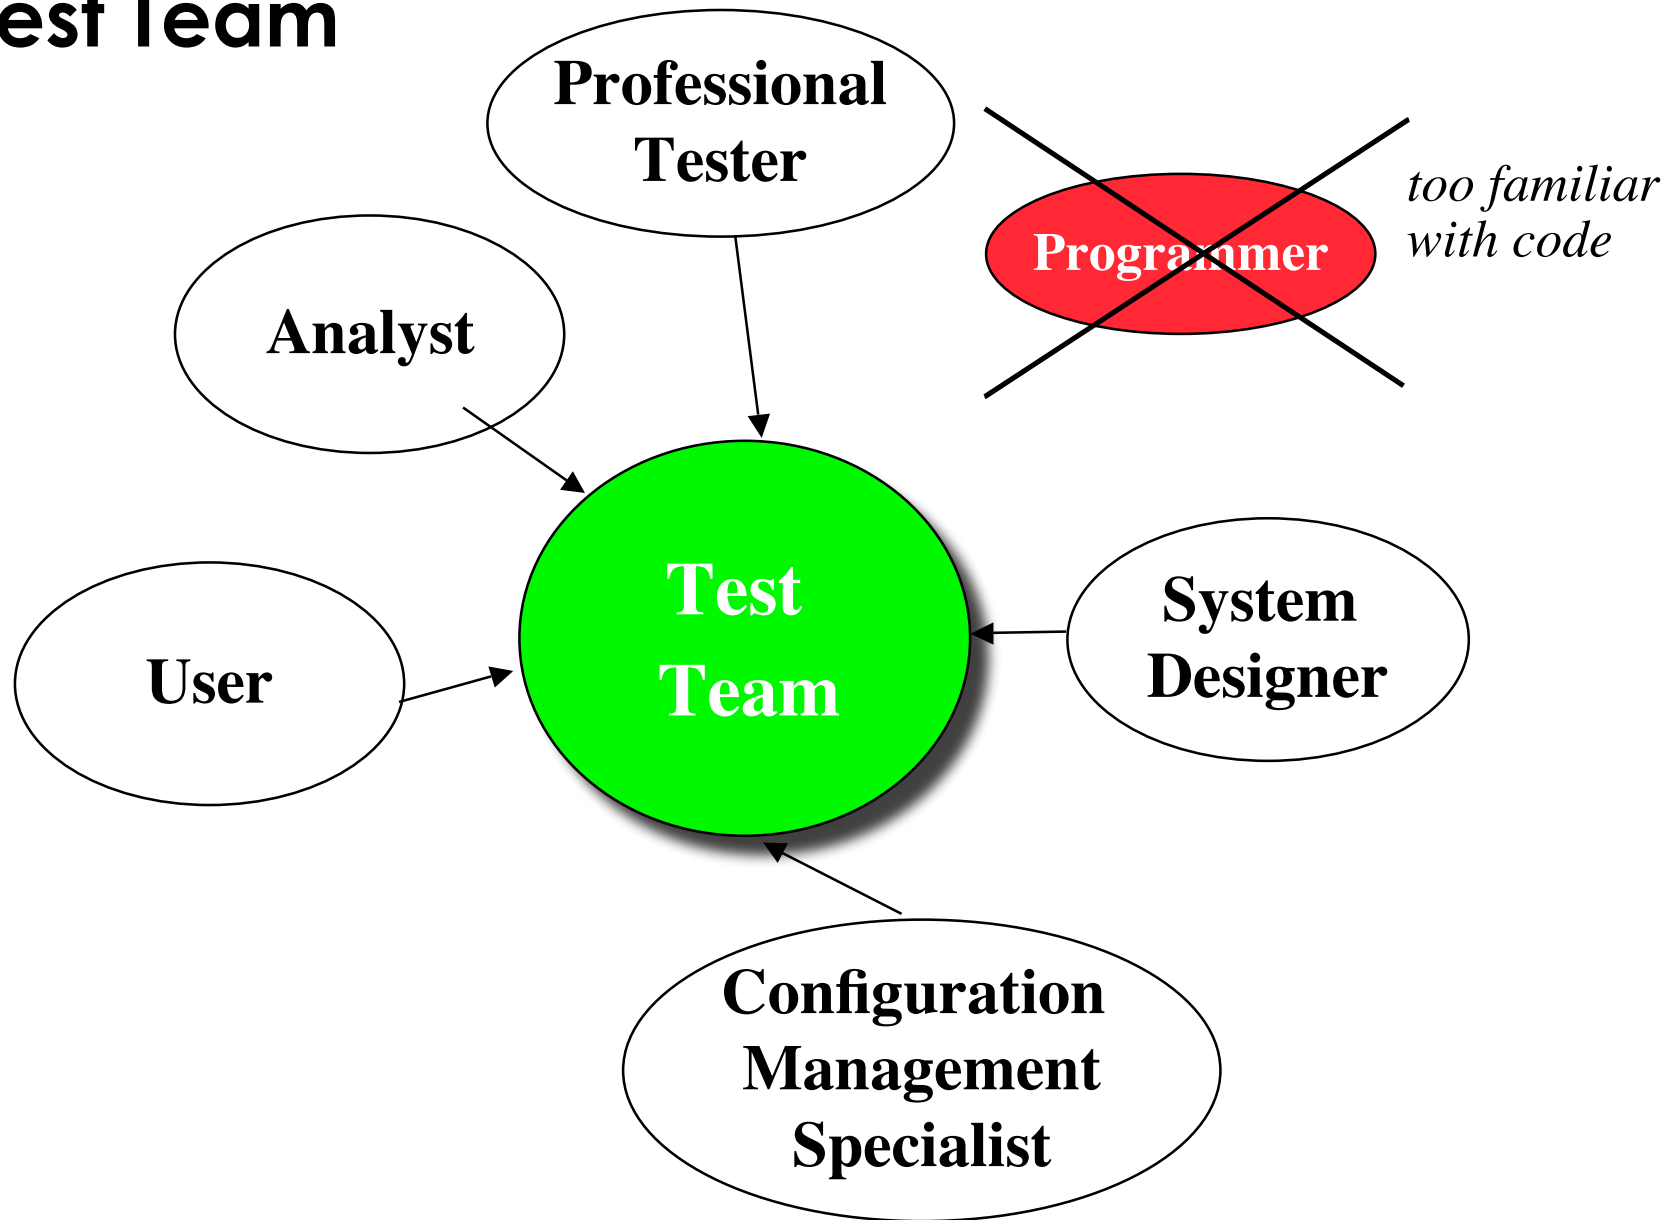 est Team
Professional
Tester
too familiar
with code
Programmer
Analyst
Test
Team
System
Designer
User
Configuration
Management
Specialist